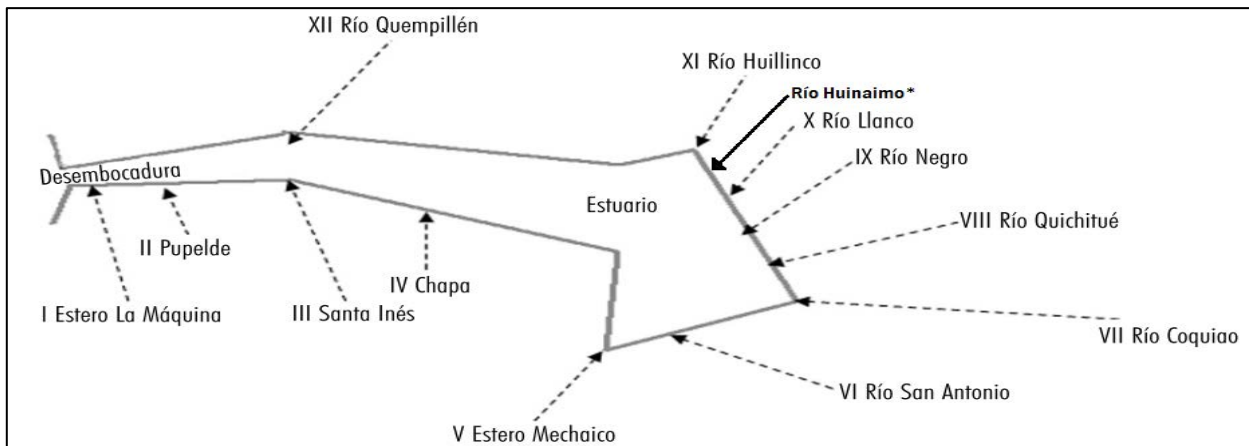 XII Río Quempillén
XI Río Huillinco
Río Huinaimo*
X Río Llanco
IX Río Negro
Desembocadura
Estuario
VIII Río Quichitué
II Pupelde
IV Chapa
I Estero La Máquina
III Santa Inés
VII Río Coquiao
VI Río San Antonio
V Estero Mechaico